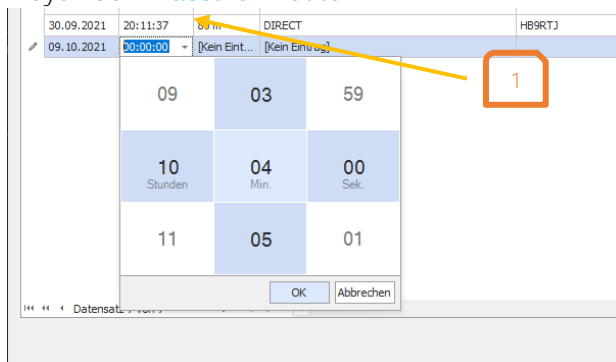 30.09.2021 20:11:37 DIRECT HB9RTJ
09.10.2021 00:00:00 [Kein Eint... [Kein Eintrag]
1
09 03 59
10 04 00
Stunden Min. Sek.
11 05 01
OK Abbrechen
Datensatz